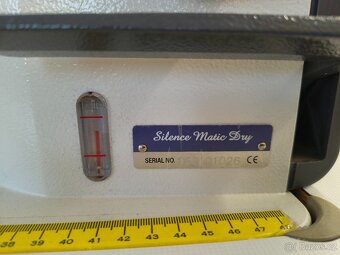 Silence Matic Dry
SERIAL NO.
CE
38 39 40 41 42 43 44 45 46 47